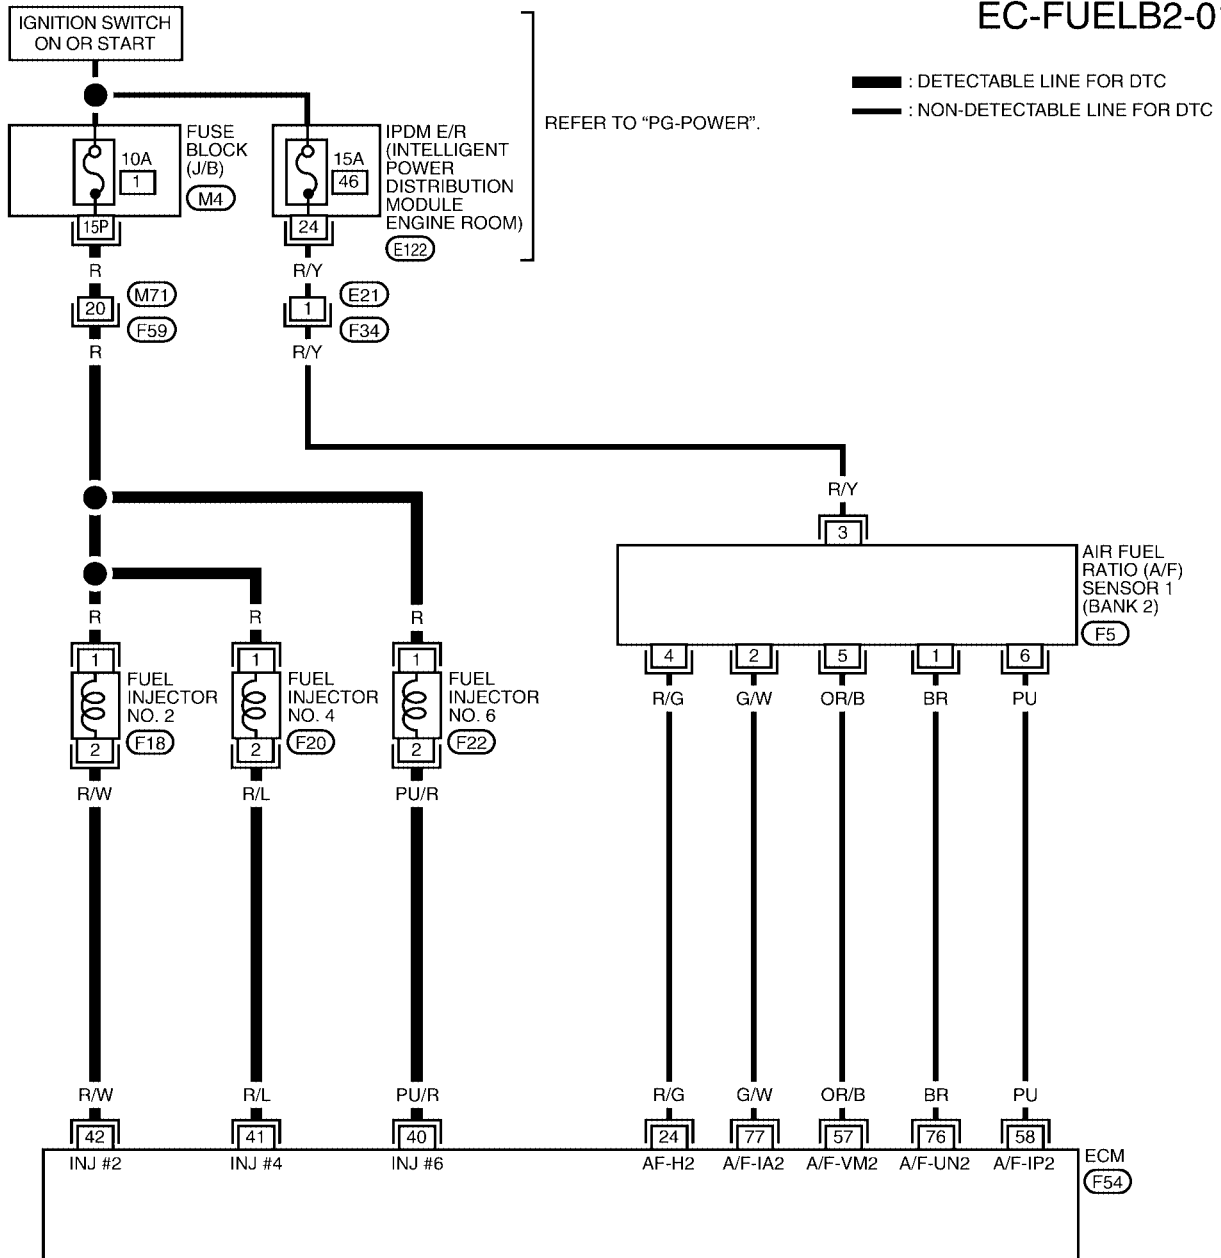 EC-FUELB2-01
IGNITION SWITCH
ON OR START
: DETECTABLE LINE FOR DTC
: NON-DETECTABLE LINE FOR DTC
REFER TO “PG-POWER”.
10A
1
FUSE
BLOCK
(J/B)
M4
15A
46
IPDM E/R
(INTELLIGENT
POWER
DISTRIBUTION
MODULE
ENGINE ROOM)
E122
15P
24
R
R/Y
20
M71
F59
1
E21
F34
R
R/Y
R/Y
3
AIR FUEL
RATIO (A/F)
SENSOR 1
(BANK 2)
F5
R
R
R
1
1
1
4
2
5
1
6
FUEL
INJECTOR
NO. 2
F18
FUEL
INJECTOR
NO. 4
F20
FUEL
INJECTOR
NO. 6
F22
R/G
G/W
OR/B
BR
PU
2
2
2
R/W
R/L
PU/R
R/W
R/L
PU/R
R/G
G/W
OR/B
BR
PU
42
41
40
24
77
57
76
58
INJ #2
INJ #4
INJ #6
AF-H2
A/F-IA2
A/F-VM2
A/F-UN2
A/F-IP2
ECM
F54